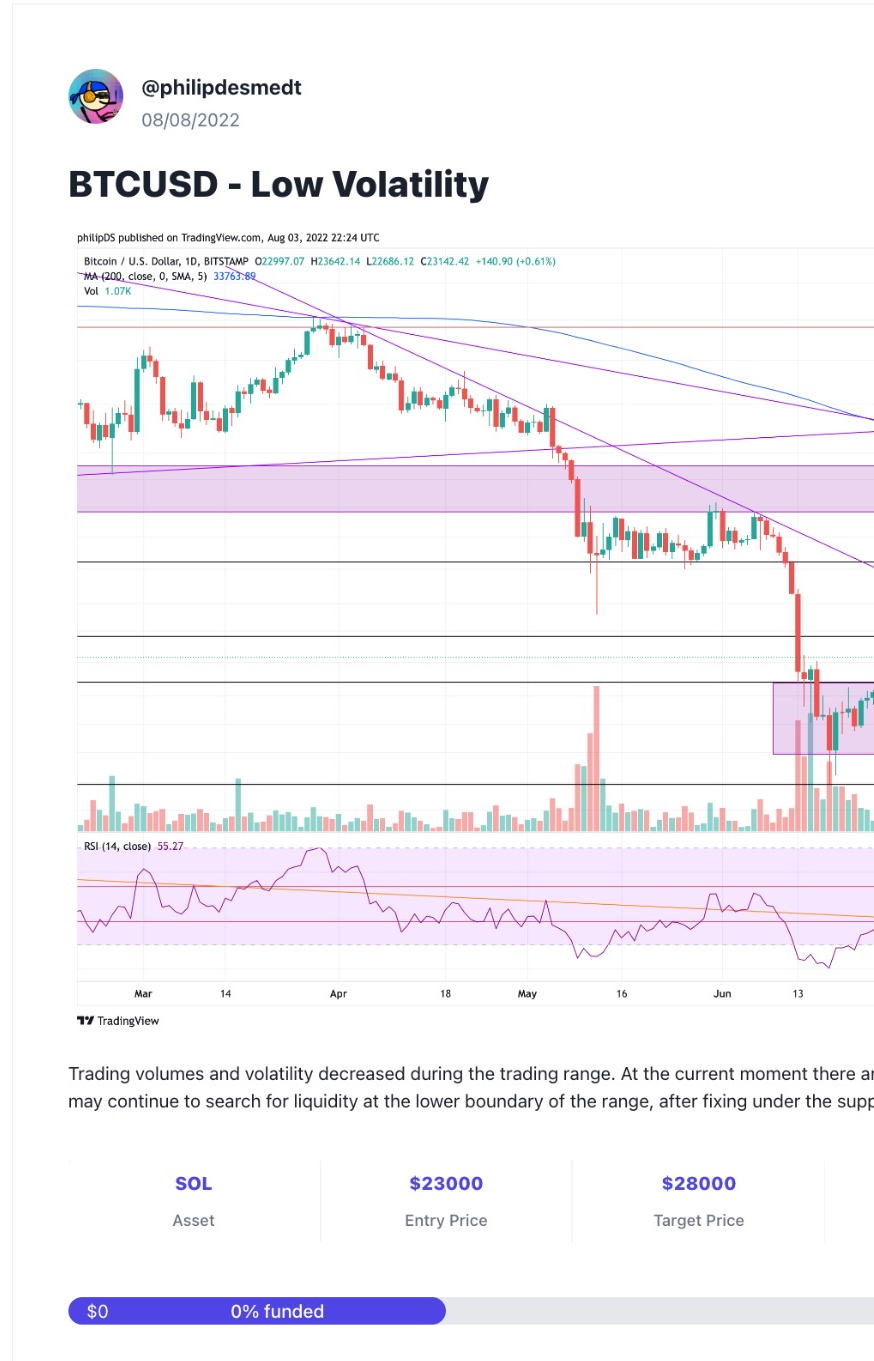 @philipdesmedt
08/08/2022
BTCUSD - Low Volatility
philipDS published on TradingView.com, Aug 03, 2022 22:24 UTC
Bitcoin / U.S. Dollar, 1D, BITSTAMP O22997.07 H23642.14 L22686.12 C23142.42 +140.90 (+0.61%)
MA (200, close, 0, SMA, 5) 33763.89
Vol 1.07K
RSI (14, close) 55.27
Mar 14 Apr 18 May 16 Jun 13
TradingView
Trading volumes and volatility decreased during the trading range. At the current moment there
may continue to search for liquidity at the lower boundary of the range, after fixing under the
SOL $23000 $28000
Asset Entry Price Target Price
$0 0% funded